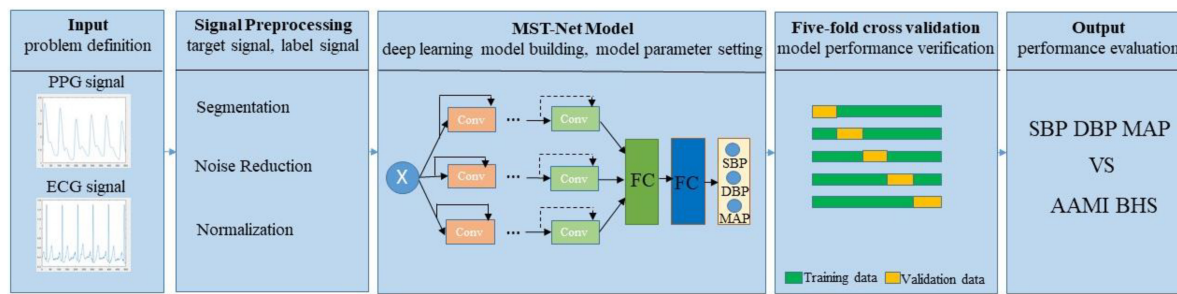 Input
problem definition
PPG signal
ECG signal
Signal Preprocessing
target signal, label signal
Segmentation
Noise Reduction
Normalization
MST-Net Model
deep learning model building, model parameter setting
X
Conv ... Conv
Conv ... Conv
Conv ... Conv
FC
FC
SBP
DBP
MAP
Five-fold cross validation
model performance verification
Training data
Validation data
Output
performance evaluation
SBP DBP MAP
VS
AAMI BHS